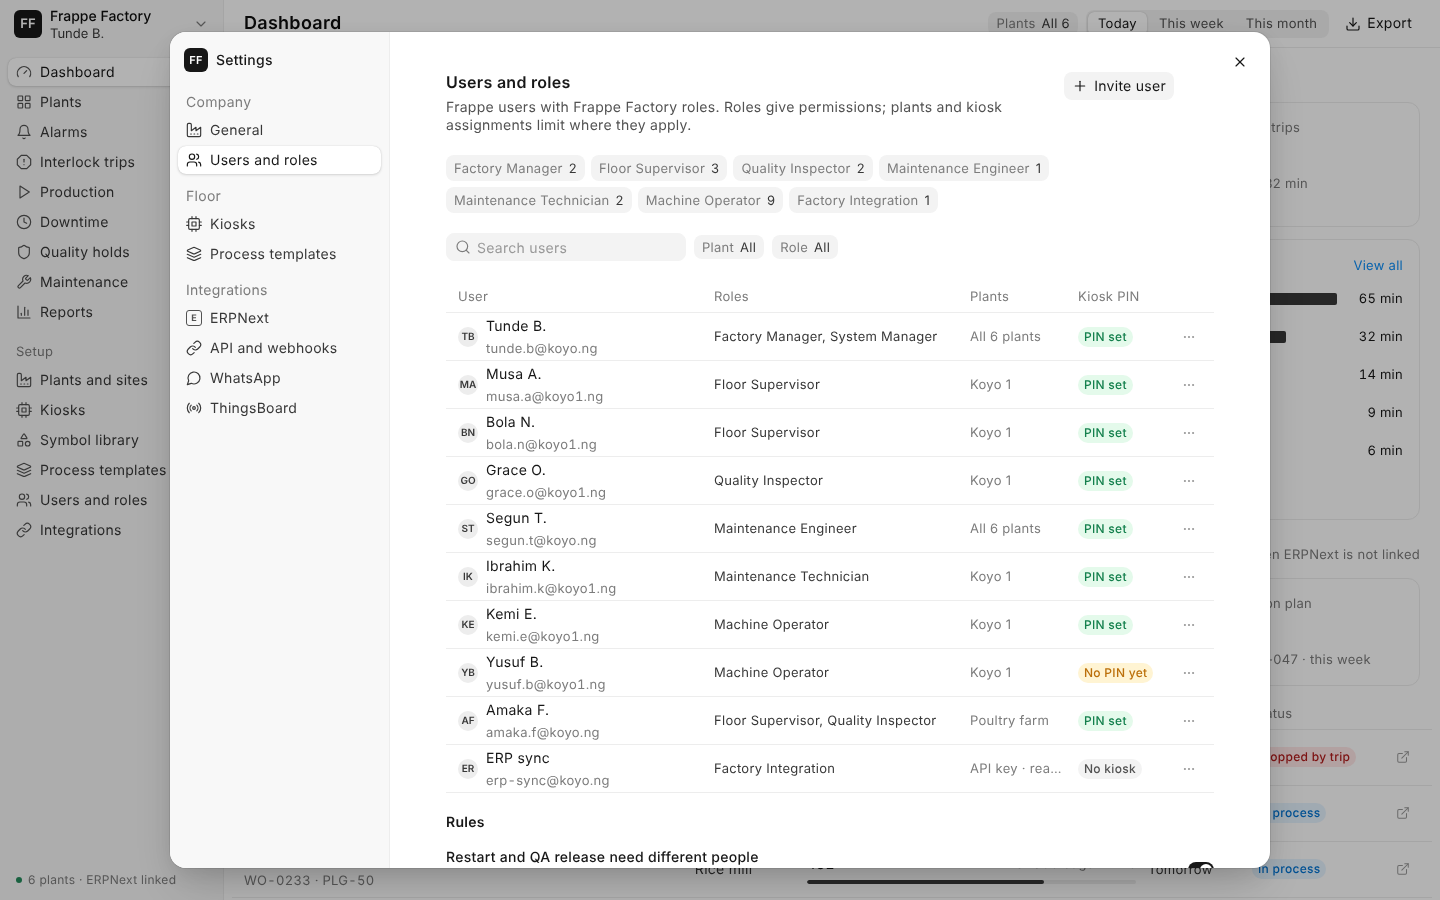 FF
Frappe Factory
Tunde B.
Dashboard
Plants
Alarms
Interlock trips
Production
Downtime
Quality holds
Maintenance
Reports
Setup
Plants and sites
Kiosks
Symbol library
Process templates
Users and roles
Integrations
6 plants · ERPNext linked
Dashboard
Plants All 6
Today
This week
This month
Export
FF
Settings
Company
General
Users and roles
Floor
Kiosks
Process templates
Integrations
E ERPNext
API and webhooks
WhatsApp
ThingsBoard
Users and roles
Invite user
Frappe users with Frappe Factory roles. Roles give permissions; plants and kiosk
assignments limit where they apply.
Factory Manager 2
Floor Supervisor 3
Quality Inspector 2
Maintenance Engineer 1
Maintenance Technician 2
Machine Operator 9
Factory Integration 1
Search users
Plant All
Role All
User Roles Plants Kiosk PIN
TB Tunde B. Factory Manager, System Manager All 6 plants PIN set
tunde.b@koyo.ng
MA Musa A. Floor Supervisor Koyo 1 PIN set
musa.a@koyo1.ng
BN Bola N. Floor Supervisor Koyo 1 PIN set
bola.n@koyo1.ng
GO Grace O. Quality Inspector Koyo 1 PIN set
grace.o@koyo1.ng
ST Segun T. Maintenance Engineer All 6 plants PIN set
segun.t@koyo.ng
IK Ibrahim K. Maintenance Technician Koyo 1 PIN set
ibrahim.k@koyo1.ng
KE Kemi E. Machine Operator Koyo 1 PIN set
kemi.e@koyo1.ng
YB Yusuf B. Machine Operator Koyo 1 No PIN yet
yusuf.b@koyo1.ng
AF Amaka F. Floor Supervisor, Quality Inspector Poultry farm PIN set
amaka.f@koyo.ng
ER ERP sync Factory Integration API key · rea... No kiosk
erp-sync@koyo.ng
Rules
Restart and QA release need different people
trips
32 min
View all
65 min
32 min
14 min
9 min
6 min
ERPNext is not linked
plan
-047 · this week
by trip
process
in process
WO-0233 · PLG-50
Rice mill
Tomorrow